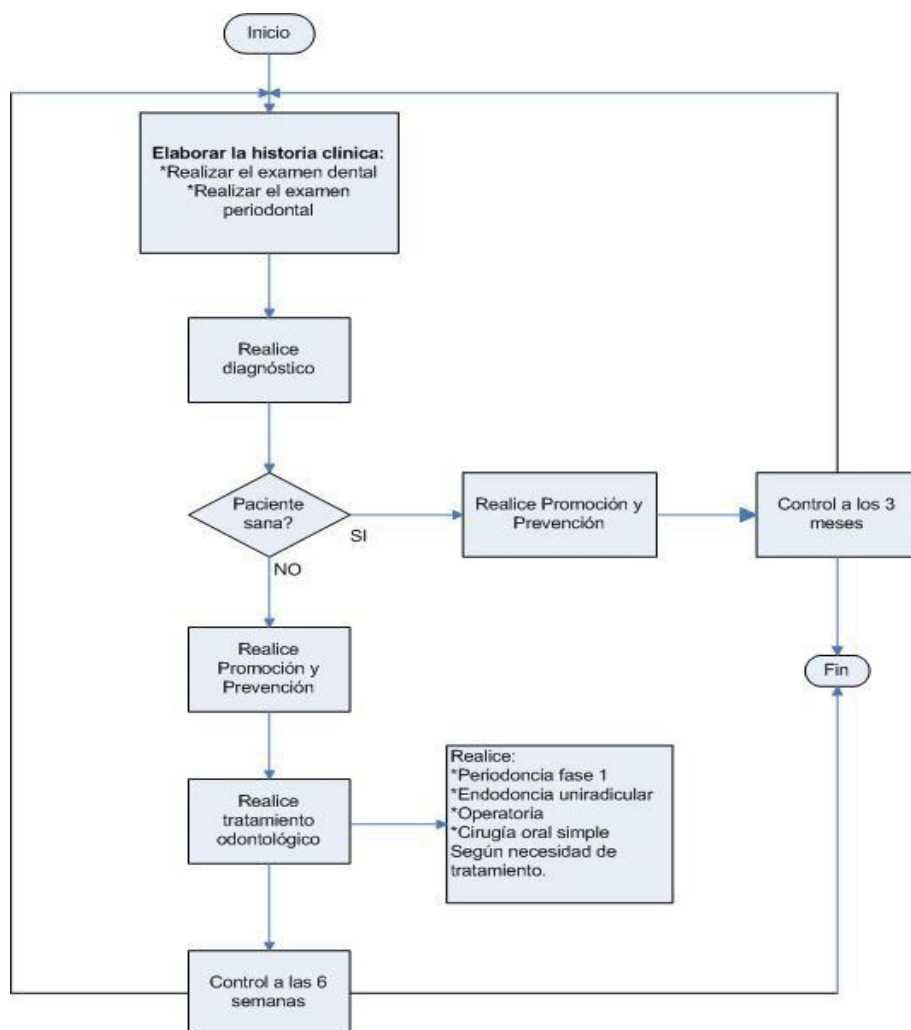 Inicio
Elaborar la historia clínica:
*Realizar el examen dental
*Realizar el examen
periodontal
Realice
diagnóstico
Paciente
sana?
SI
Realice Promoción y
Prevención
Control a los 3
meses
NO
Realice
Promoción y
Prevención
Fin
Realice
tratamiento
odontológico
Realice:
*Periodoncia fase 1
*Endodoncia uniradicular
*Operatoria
*Cirugía oral simple
Según necesidad de
tratamiento.
Control a las 6
semanas